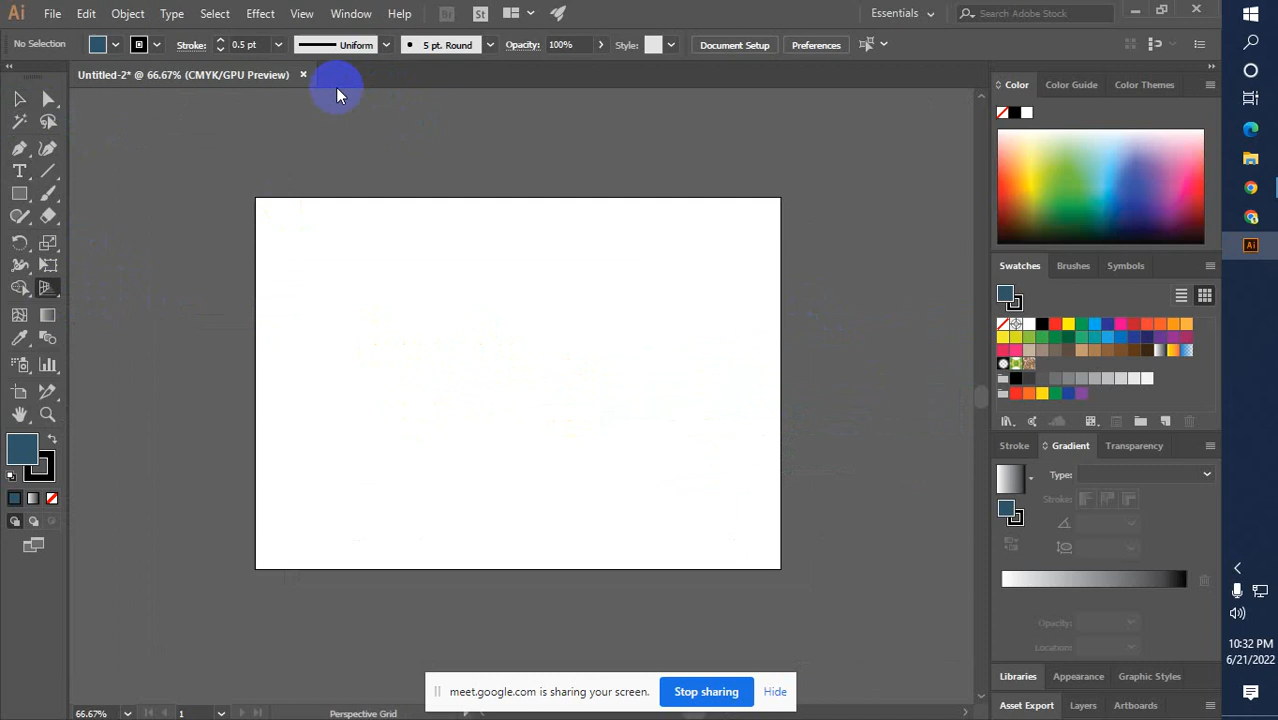 Ai File Edit Object Type Select Effect View Window Help Br St Essentials Search Adobe Stock
No Selection Stroke: 0.5 pt Uniform 5 pt. Round Opacity: 100% Style: Document Setup Preferences
Untitled-2* @ 66.67% (CMYK/GPU Preview)
Color Color Guide Color Themes
Swatches Brushes Symbols
Stroke Gradient Transparency
Type:
Stroke:
Opacity:
Location:
Libraries Appearance Graphic Styles
Asset Export Layers Artboards
meet.google.com is sharing your screen. Stop sharing Hide
66.67% 1 Perspective Grid
Ai
10:32 PM
6/21/2022